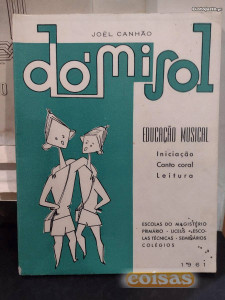 JOËL CANHÃO
dó·mi·sol
EDUCAÇÃO MUSICAL
Iniciação
Canto coral
Leitura
ESCOLAS DO MAGISTÉRIO
PRIMÁRIO - LICEUS - ESCO-
LAS TÉCNICAS - SEMINÁRIOS
COLÉGIOS
1961
coisas